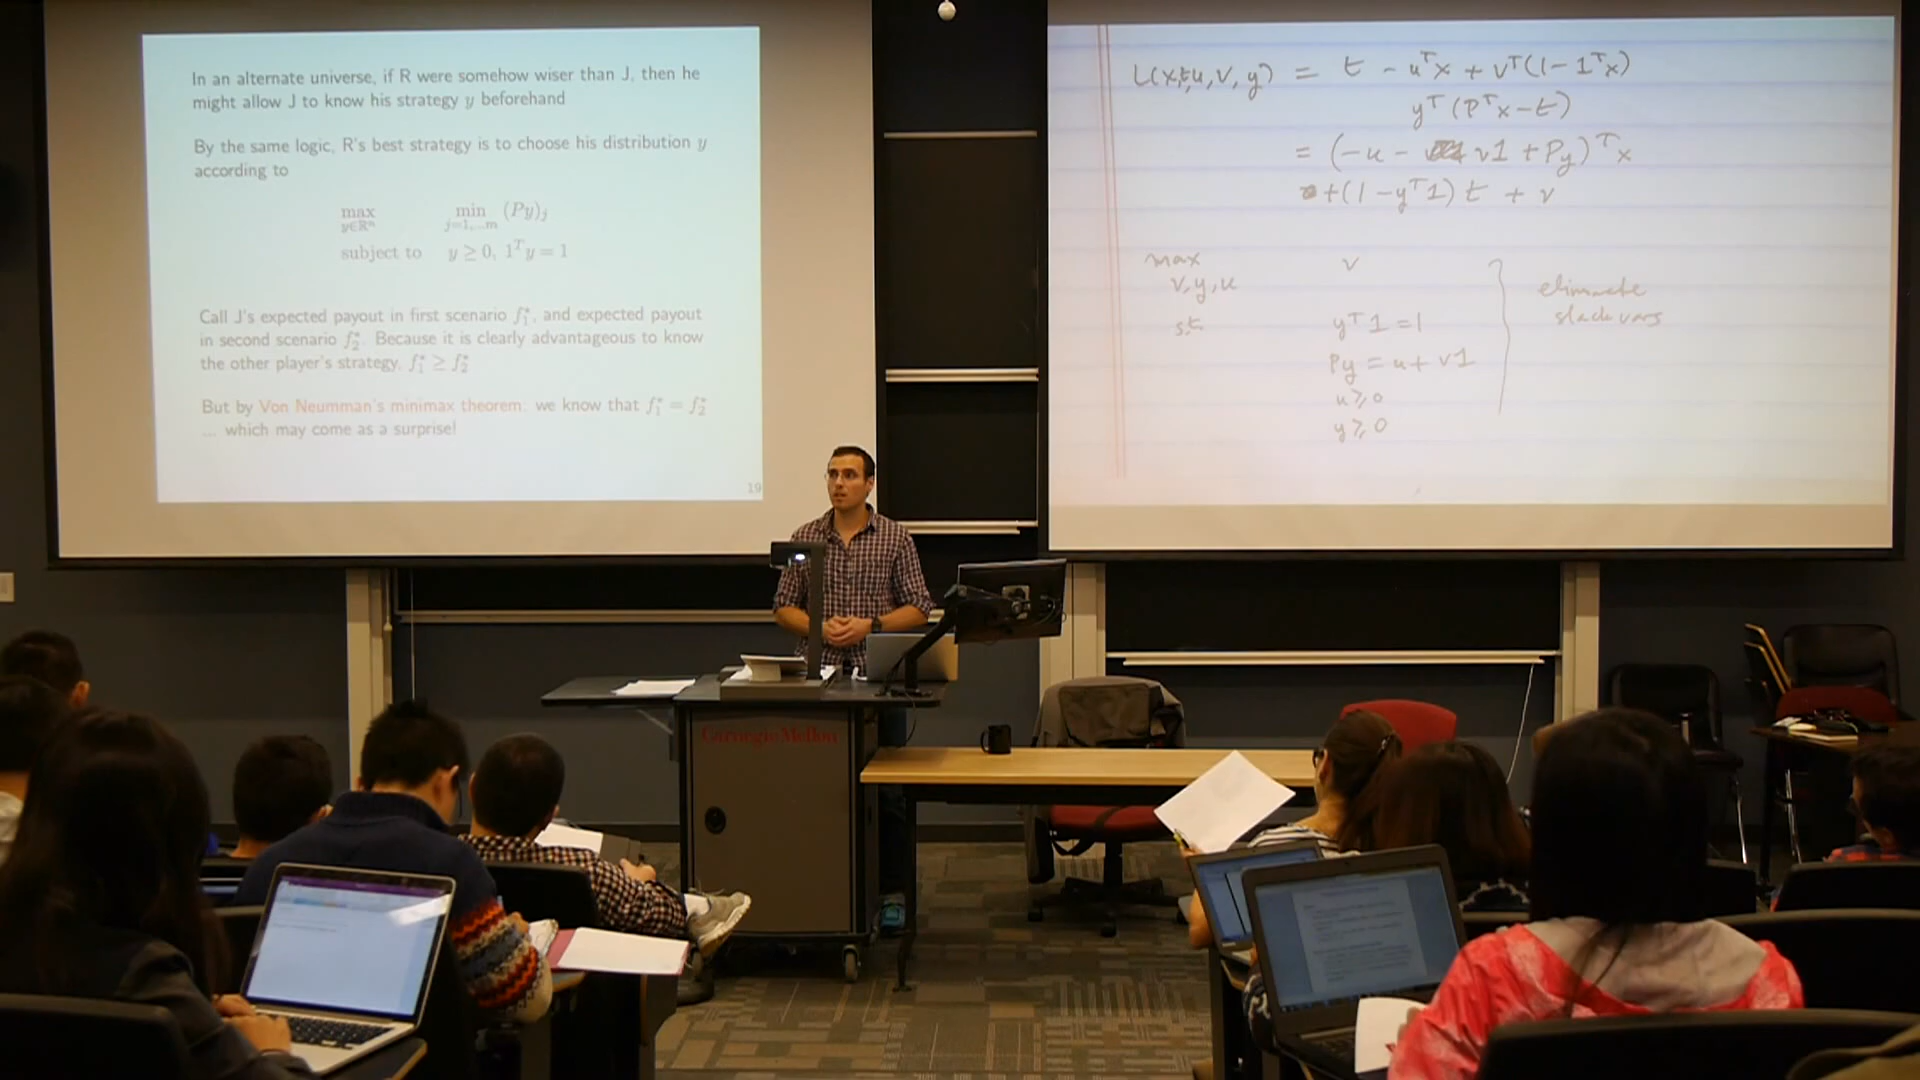 In an alternate universe, if R were somehow wiser than J, then he
might allow J to know his strategy y beforehand
By the same logic, R's best strategy is to choose his distribution y
according to
max min (Py)ⱼ
y∈ℝⁿ j=1,...m
subject to y ≥ 0, 1ᵀy = 1
Call J's expected payout in first scenario f₁*, and expected payout
in second scenario f₂*. Because it is clearly advantageous to know
the other player's strategy, f₁* ≥ f₂*
But by Von Neumman's minimax theorem, we know that f₁* = f₂*
... which may come as a surprise!
19
L(x,t,u,v,y) = t - uᵀx + vᵀ(1-1ᵀx)
yᵀ(Pᵀx-t)
= (-u - v1 + Py)ᵀx
+(1-yᵀ1)t + v
max v
v,y,u
s.t. yᵀ1 = 1
Py = u + v1
u ≥ 0
y ≥ 0
eliminate
slack vars
Carnegie Mellon